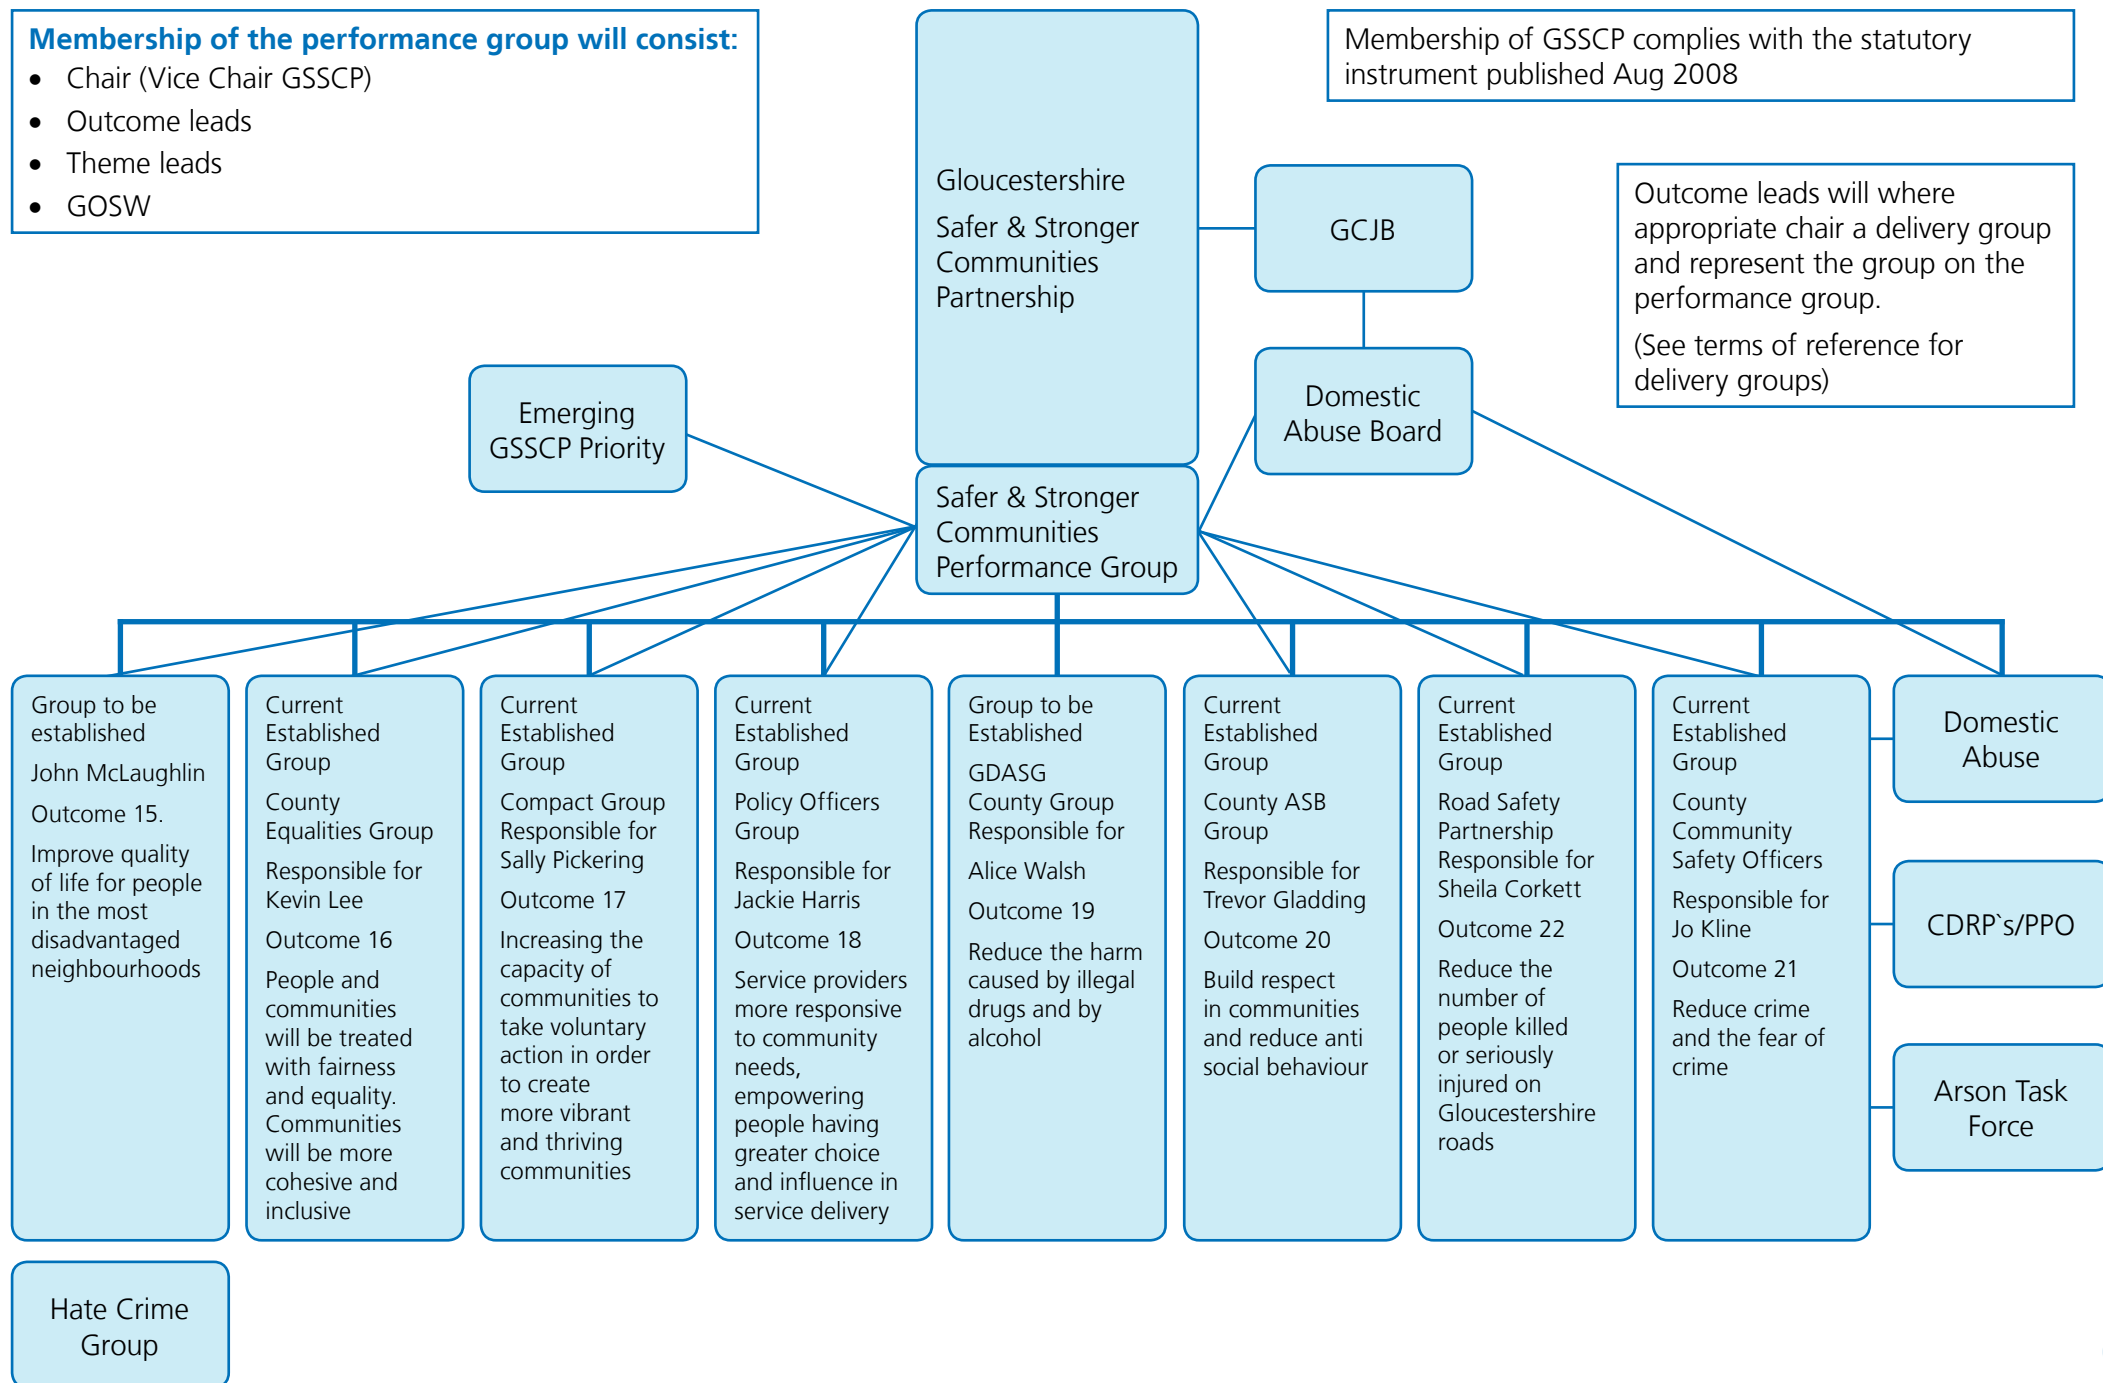 Membership of the performance group will consist:
• Chair (Vice Chair GSSCP)
• Outcome leads
• Theme leads
• GOSW
Gloucestershire
Safer & Stronger
Communities
Partnership
Membership of GSSCP complies with the statutory
instrument published Aug 2008
GCJB
Outcome leads will where
appropriate chair a delivery group
and represent the group on the
performance group.
(See terms of reference for
delivery groups)
Emerging
GSSCP Priority
Domestic
Abuse Board
Safer & Stronger
Communities
Performance Group
Group to be
established
John McLaughlin
Outcome 15.
Improve quality
of life for people
in the most
disadvantaged
neighbourhoods
Current
Established
Group
County
Equalities Group
Responsible for
Kevin Lee
Outcome 16
People and
communities
will be treated
with fairness
and equality.
Communities
will be more
cohesive and
inclusive
Current
Established
Group
Compact Group
Responsible for
Sally Pickering
Outcome 17
Increasing the
capacity of
communities to
take voluntary
action in order
to create
more vibrant
and thriving
communities
Current
Established
Group
Policy Officers
Group
Responsible for
Jackie Harris
Outcome 18
Service providers
more responsive
to community
needs,
empowering
people having
greater choice
and influence in
service delivery
Group to be
Established
GDASG
County Group
Responsible for
Alice Walsh
Outcome 19
Reduce the harm
caused by illegal
drugs and by
alcohol
Current
Established
Group
County ASB
Group
Responsible for
Trevor Gladding
Outcome 20
Build respect
in communities
and reduce anti
social behaviour
Current
Established
Group
Road Safety
Partnership
Responsible for
Sheila Corkett
Outcome 22
Reduce the
number of
people killed
or seriously
injured on
Gloucestershire
roads
Current
Established
Group
County
Community
Safety Officers
Responsible for
Jo Kline
Outcome 21
Reduce crime
and the fear of
crime
Domestic
Abuse
CDRP`s/PPO
Arson Task
Force
Hate Crime
Group